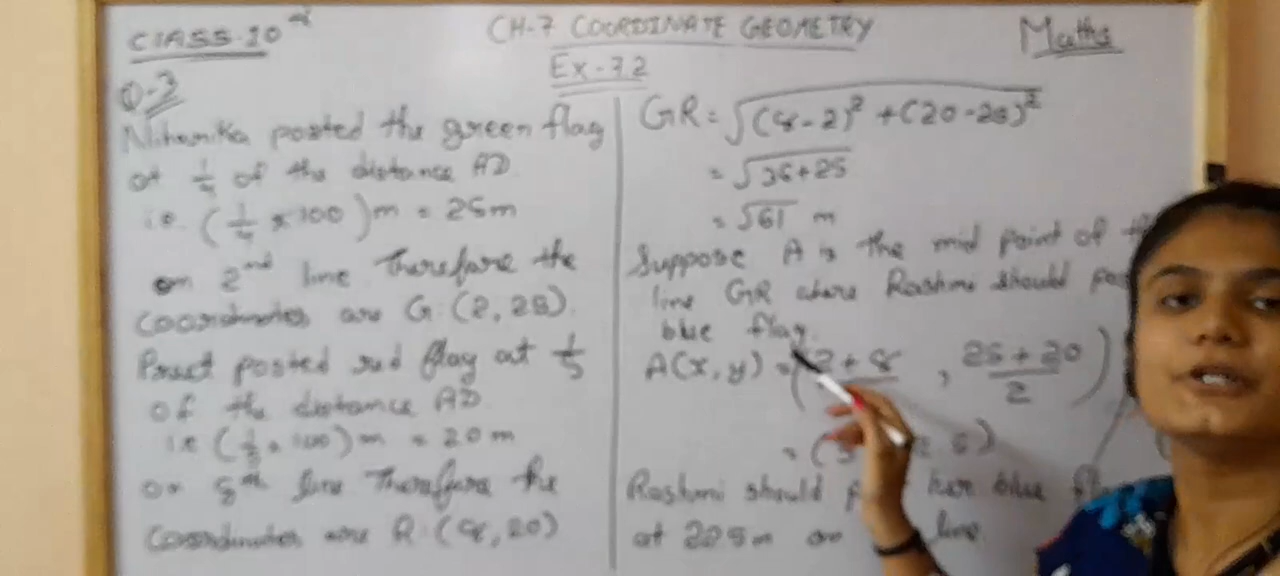 CLASS-10
CH-7 COORDINATE GEOMETRY
Maths
Ex-7.2
Q-3
Niharika posted the green flag
at 1/4 of the distance AD
i.e. (1/4 × 100) m = 25m
on 2nd line Therefore the
Coordinates are G:(2,25).
Preet posted red flag at 1/5
of the distance AD
i.e (1/5 × 100) m = 20m
on 8th line Therefore the
Coordinates are R:(8,20)
GR = √(8-2)² + (20-25)²
= √36+25
= √61 m
Suppose A is the mid point of
line GR where Rashmi should
blue flag.
A(x,y) = (2+8 , 25+20/2)
= (
Rashmi should her blue
at 22.5m on line